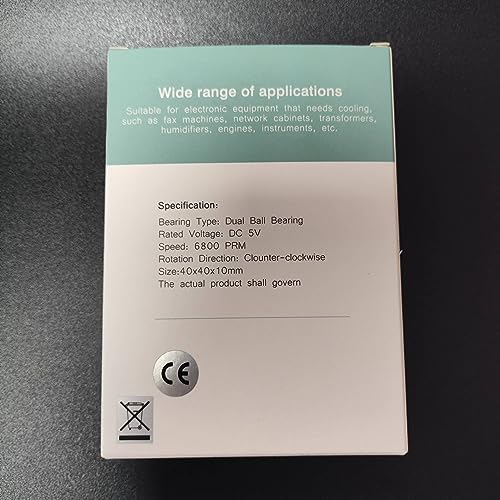 Wide range of applications
Suitable for electronic equipment that needs cooling,
such as fax machines, network cabinets, transformers,
humidifiers, engines, instruments, etc.
Specification:
Bearing Type: Dual Ball Bearing
Rated Voltage: DC 5V
Speed: 6800 PRM
Rotation Direction: Clounter-clockwise
Size:40x40x10mm
The actual product shall govern
CE